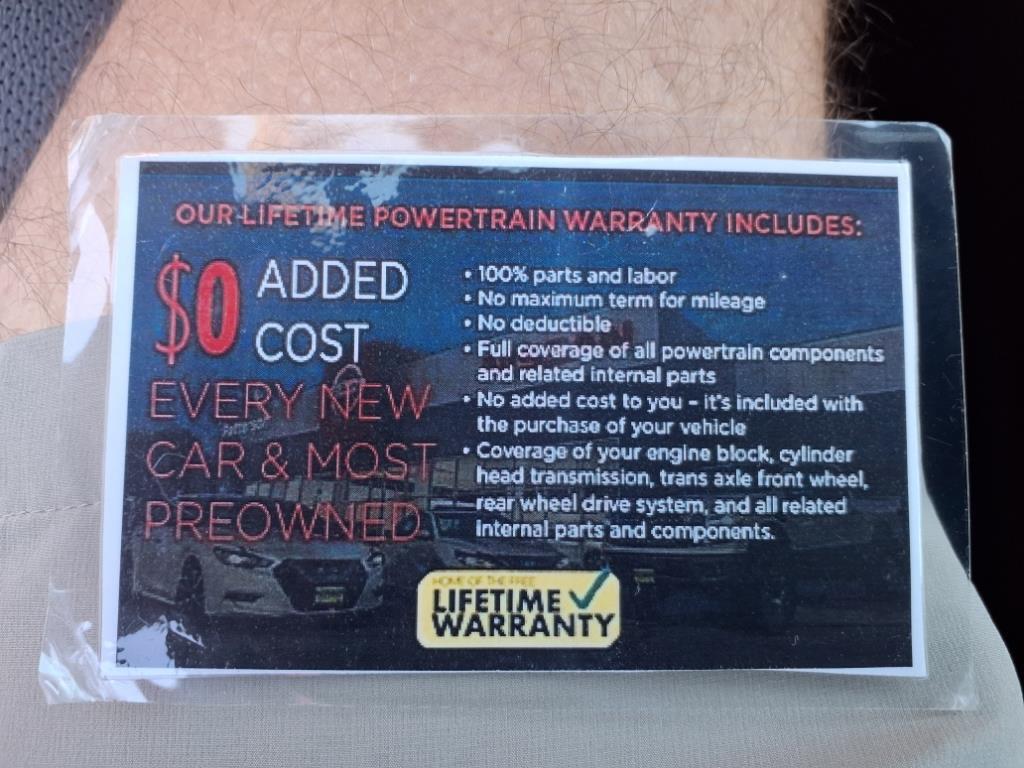 OUR LIFETIME POWERTRAIN WARRANTY INCLUDES:
$0 ADDED
COST
EVERY NEW
CAR & MOST
PREOWNED
• 100% parts and labor
• No maximum term for mileage
• No deductible
• Full coverage of all powertrain components
and related internal parts
• No added cost to you – it's included with
the purchase of your vehicle
• Coverage of your engine block, cylinder
head transmission, trans axle front wheel,
rear wheel drive system, and all related
internal parts and components.
HOME OF THE FREE
LIFETIME
WARRANTY